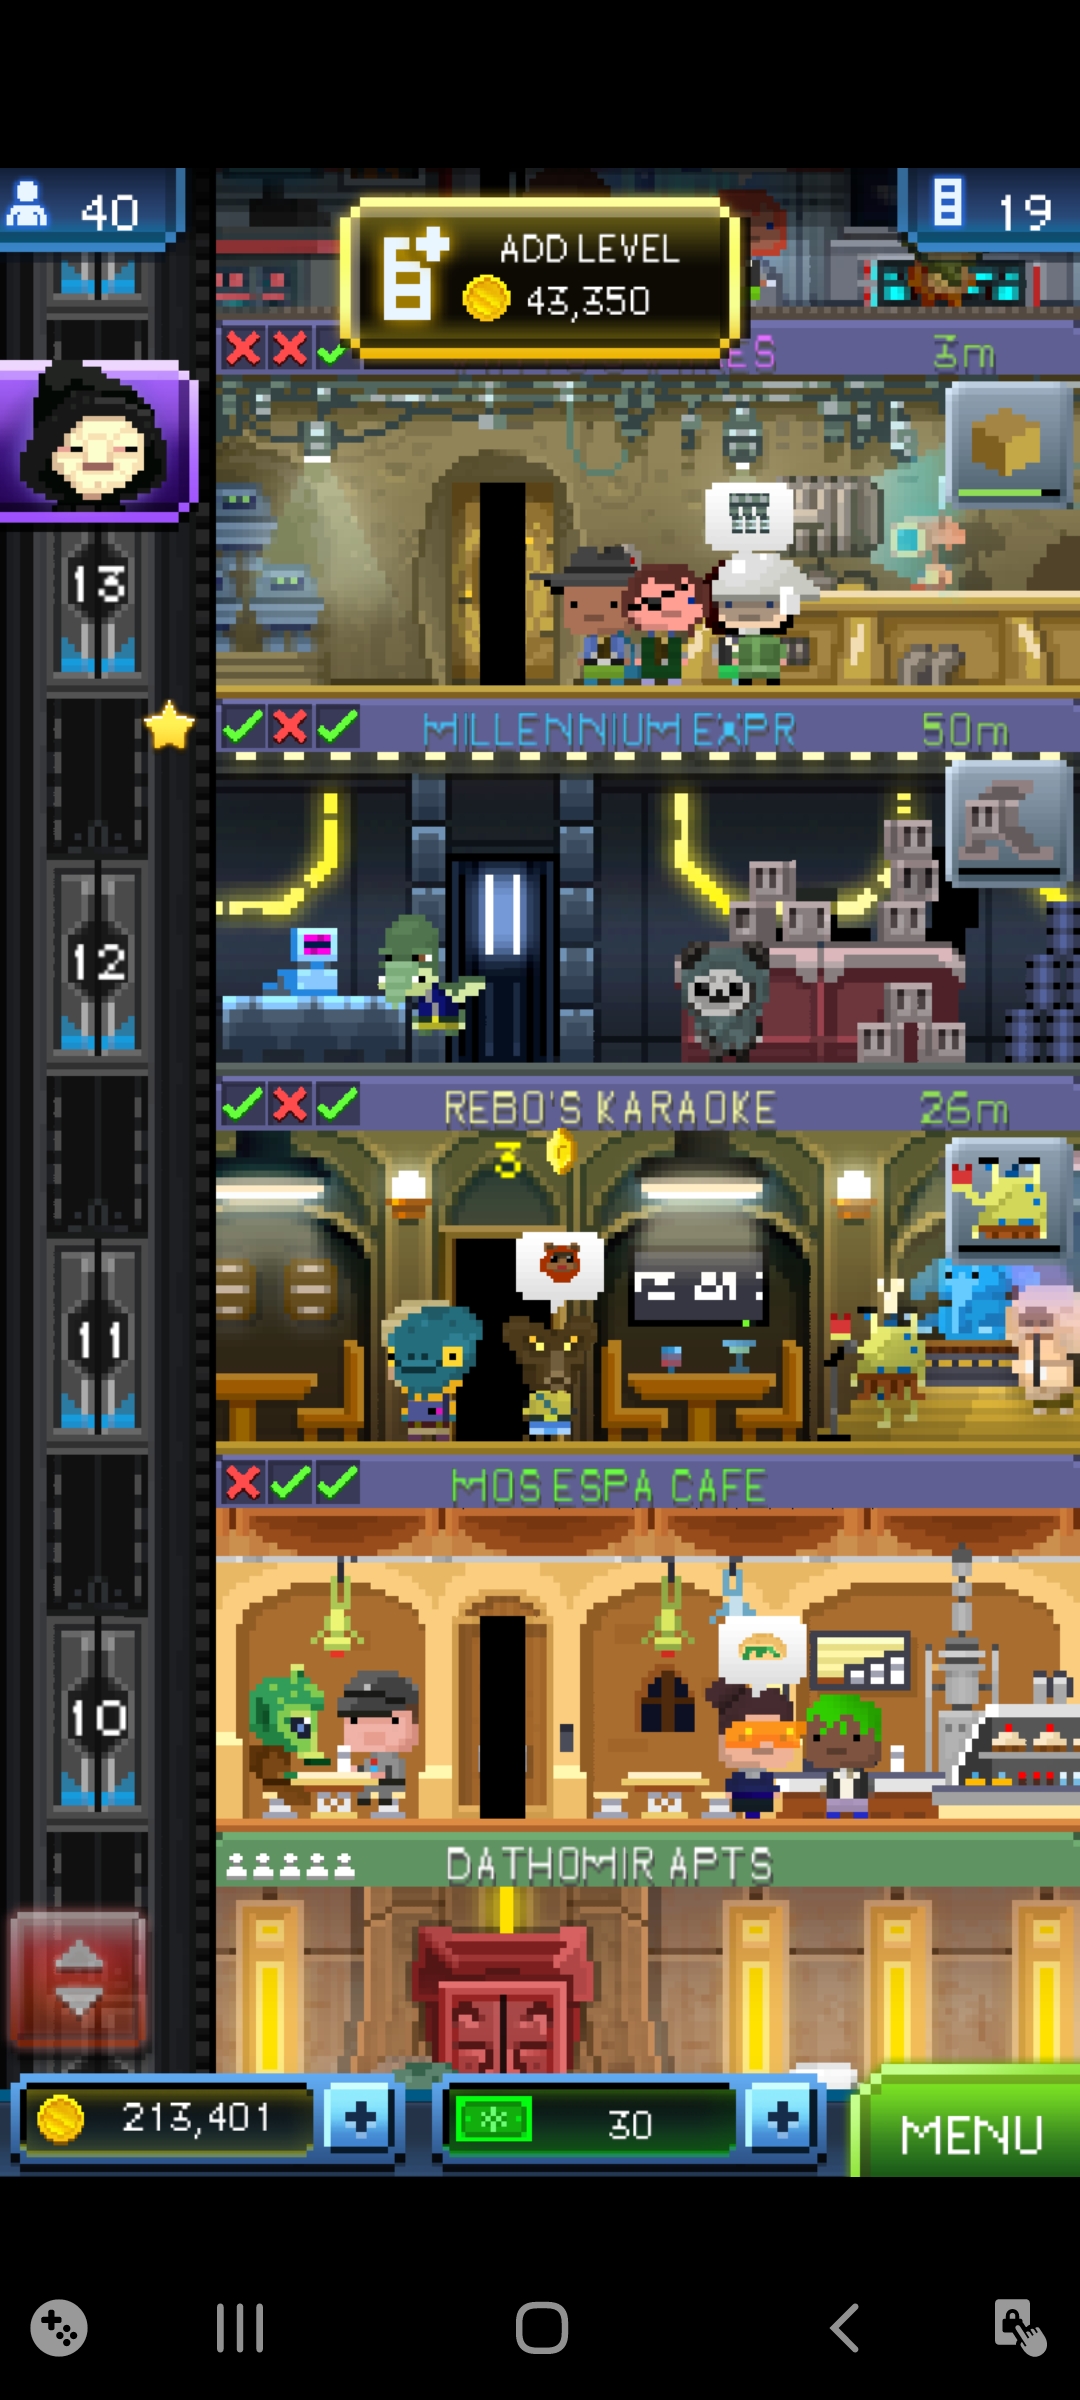 40
ADD LEVEL
43,350
19
ES
3m
13
MILLENNIUM EXPR
50m
12
REBO'S KARAOKE
26m
3
11
MOS ESPA CAFE
10
DATHOMIR APTS
213,401
30
MENU